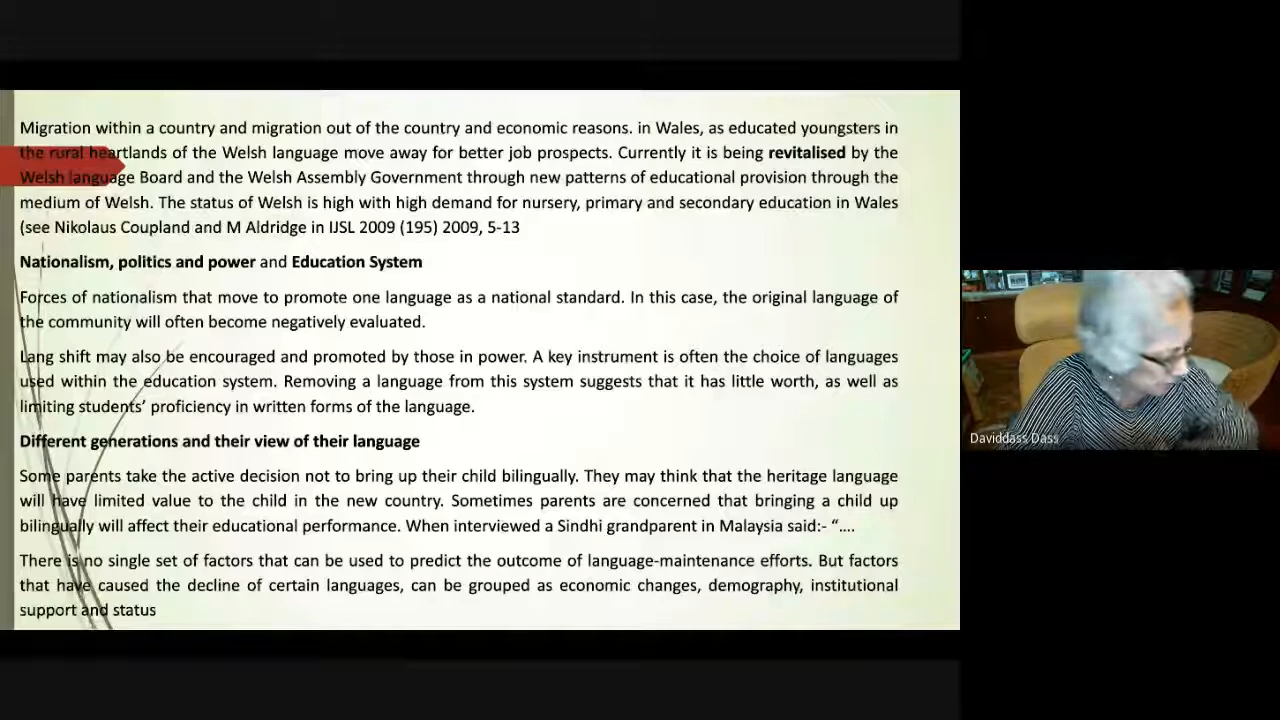 Migration within a country and migration out of the country and economic reasons. in Wales, as educated youngsters in
the rural heartlands of the Welsh language move away for better job prospects. Currently it is being revitalised by the
Welsh language Board and the Welsh Assembly Government through new patterns of educational provision through the
medium of Welsh. The status of Welsh is high with high demand for nursery, primary and secondary education in Wales
(see Nikolaus Coupland and M Aldridge in IJSL 2009 (195) 2009, 5-13
Nationalism, politics and power and Education System
Forces of nationalism that move to promote one language as a national standard. In this case, the original language of
the community will often become negatively evaluated.
Lang shift may also be encouraged and promoted by those in power. A key instrument is often the choice of languages
used within the education system. Removing a language from this system suggests that it has little worth, as well as
limiting students’ proficiency in written forms of the language.
Different generations and their view of their language
Some parents take the active decision not to bring up their child bilingually. They may think that the heritage language
will have limited value to the child in the new country. Sometimes parents are concerned that bringing a child up
bilingually will affect their educational performance. When interviewed a Sindhi grandparent in Malaysia said:- “....
There is no single set of factors that can be used to predict the outcome of language-maintenance efforts. But factors
that have caused the decline of certain languages, can be grouped as economic changes, demography, institutional
support and status
Daviddass Dass